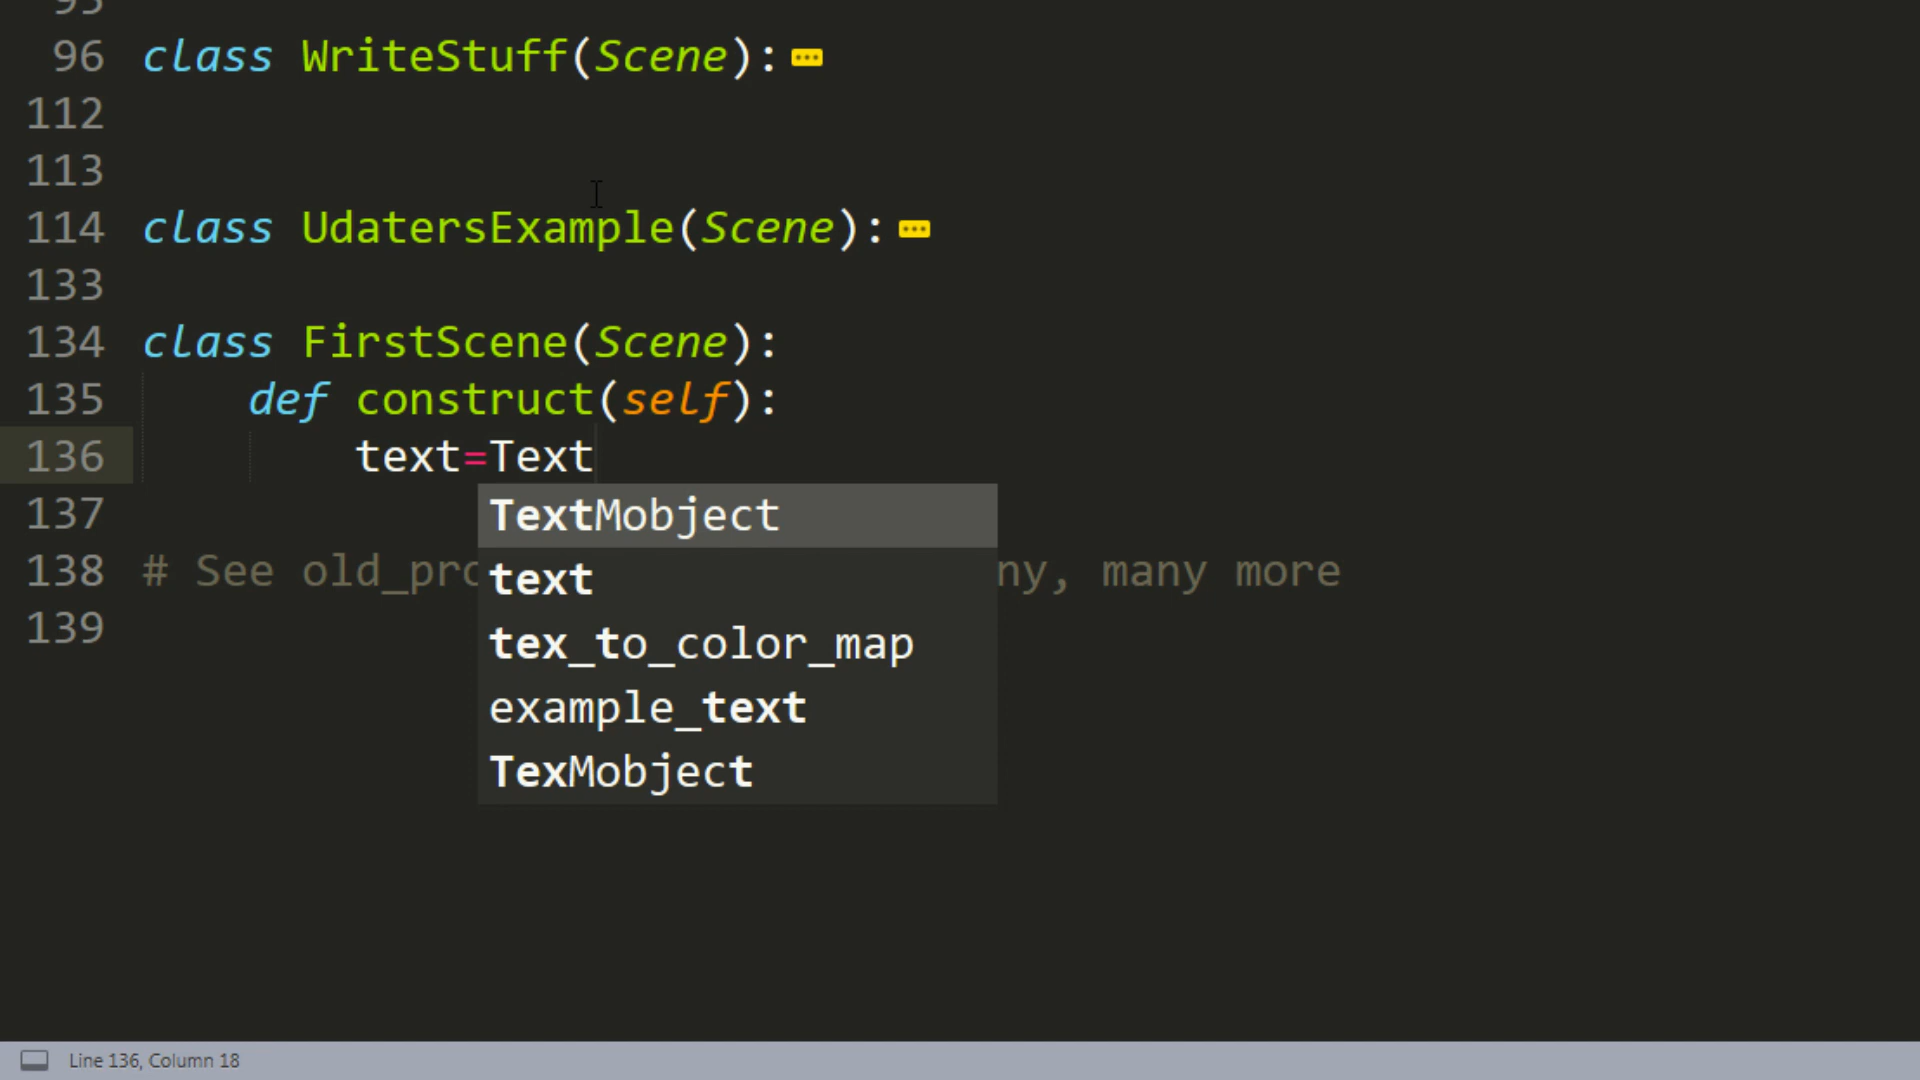 95
96 class WriteStuff(Scene):
112
113
114 class UdatersExample(Scene):
133
134 class FirstScene(Scene):
135 def construct(self):
136 text=Text
137 TextMobject
138 # See old_pro ny, many more
text
139
tex_to_color_map
example_text
TexMobject
Line 136, Column 18